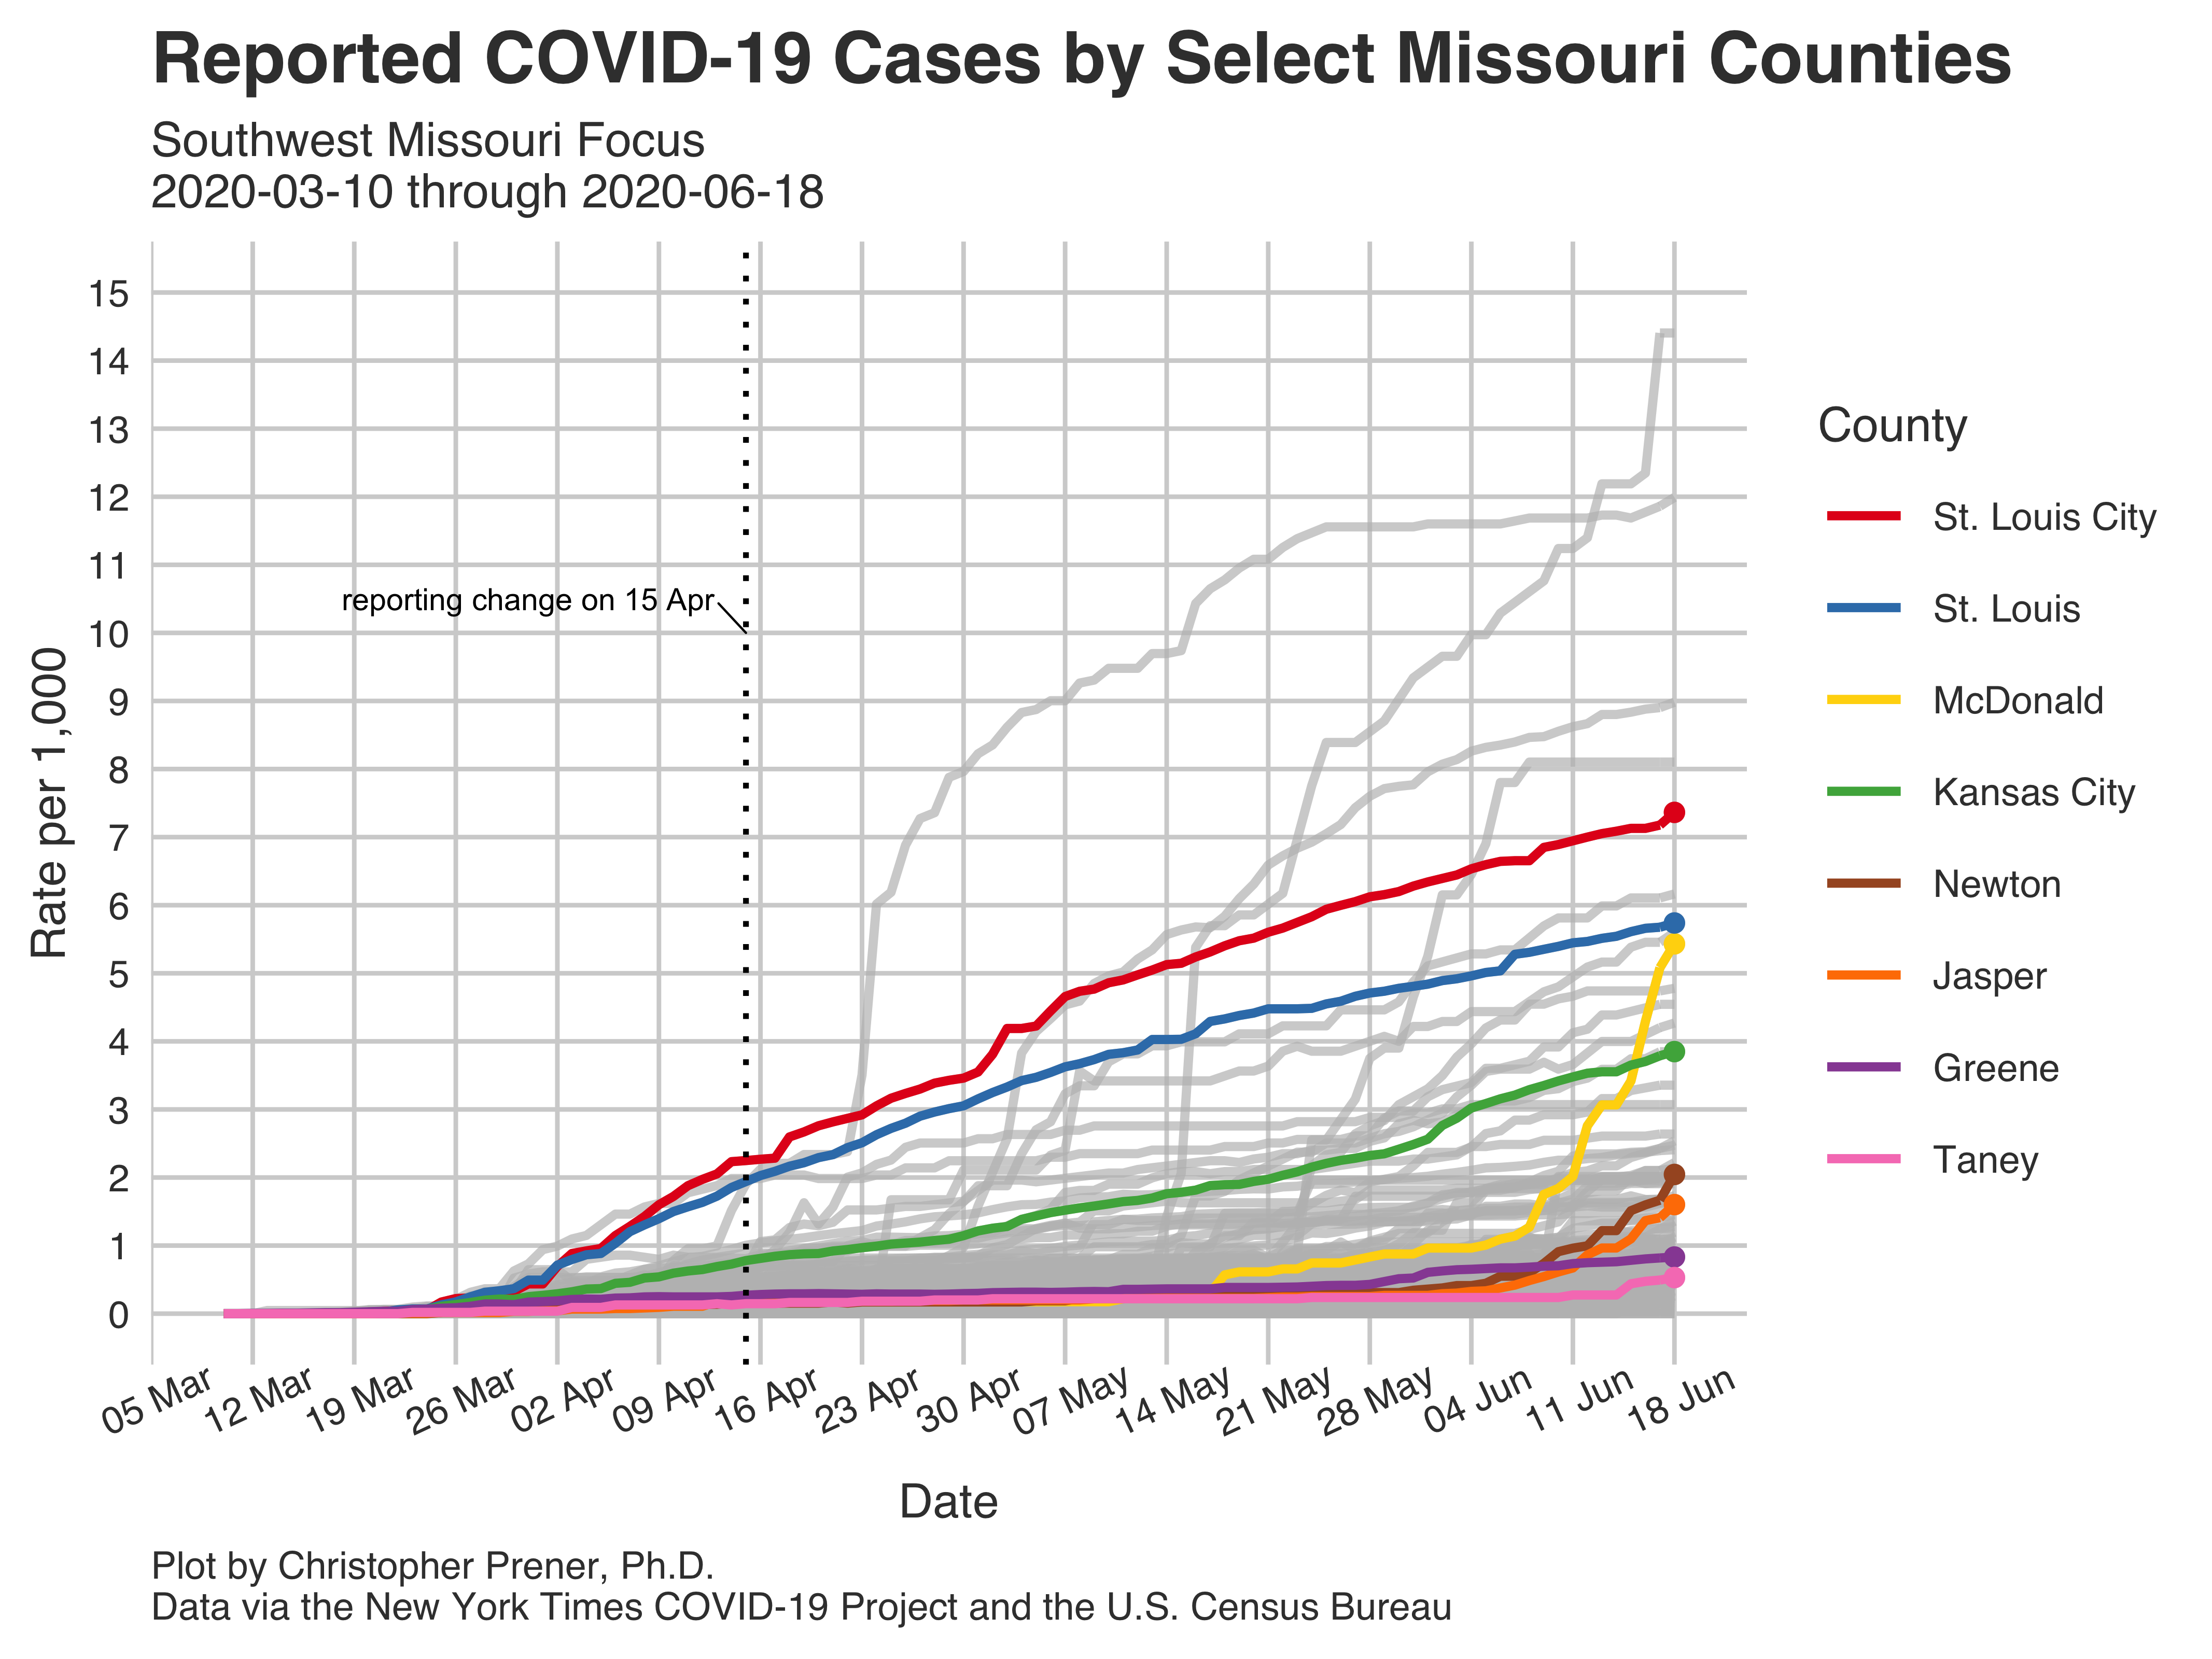 Reported COVID-19 Cases by Select Missouri Counties
Southwest Missouri Focus
2020-03-10 through 2020-06-18
Rate per 1,000
15
14
13
12
11
10
9
8
7
6
5
4
3
2
1
0
reporting change on 15 Apr
05 Mar
12 Mar
19 Mar
26 Mar
02 Apr
09 Apr
16 Apr
23 Apr
30 Apr
07 May
14 May
21 May
28 May
04 Jun
11 Jun
18 Jun
Date
County
St. Louis City
St. Louis
McDonald
Kansas City
Newton
Jasper
Greene
Taney
Plot by Christopher Prener, Ph.D.
Data via the New York Times COVID-19 Project and the U.S. Census Bureau